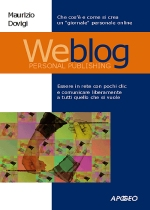 Maurizio
Dovigi
Che cos'è e come si crea
un "giornale" personale online
Weblog
PERSONAL PUBLISHING
Essere in rete con pochi clic
e comunicare liberamente
a tutti quello che si vuole
APOGEO